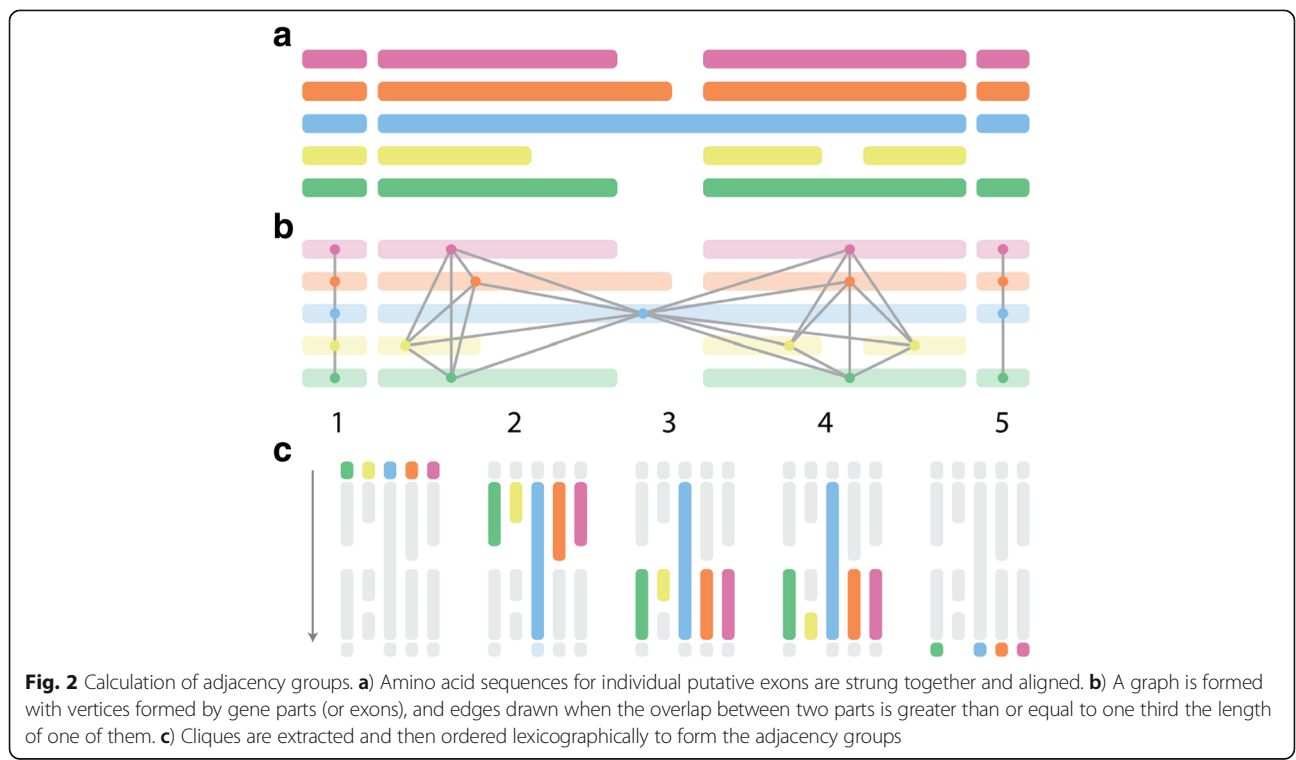 a
b
1 2 3 4 5
c
Fig. 2 Calculation of adjacency groups. a) Amino acid sequences for individual putative exons are strung together and aligned. b) A graph is formed
with vertices formed by gene parts (or exons), and edges drawn when the overlap between two parts is greater than or equal to one third the length
of one of them. c) Cliques are extracted and then ordered lexicographically to form the adjacency groups